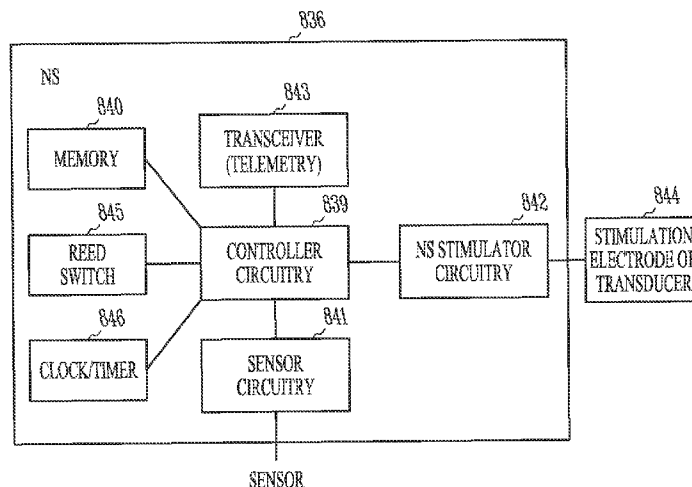 836
NS
840
MEMORY
843
TRANSCEIVER
(TELEMETRY)
845
REED
SWITCH
839
CONTROLLER
CIRCUITRY
842
NS STIMULATOR
CIRCUITRY
844
STIMULATION
ELECTRODE OR
TRANSDUCER
846
CLOCK/TIMER
841
SENSOR
CIRCUITRY
SENSOR